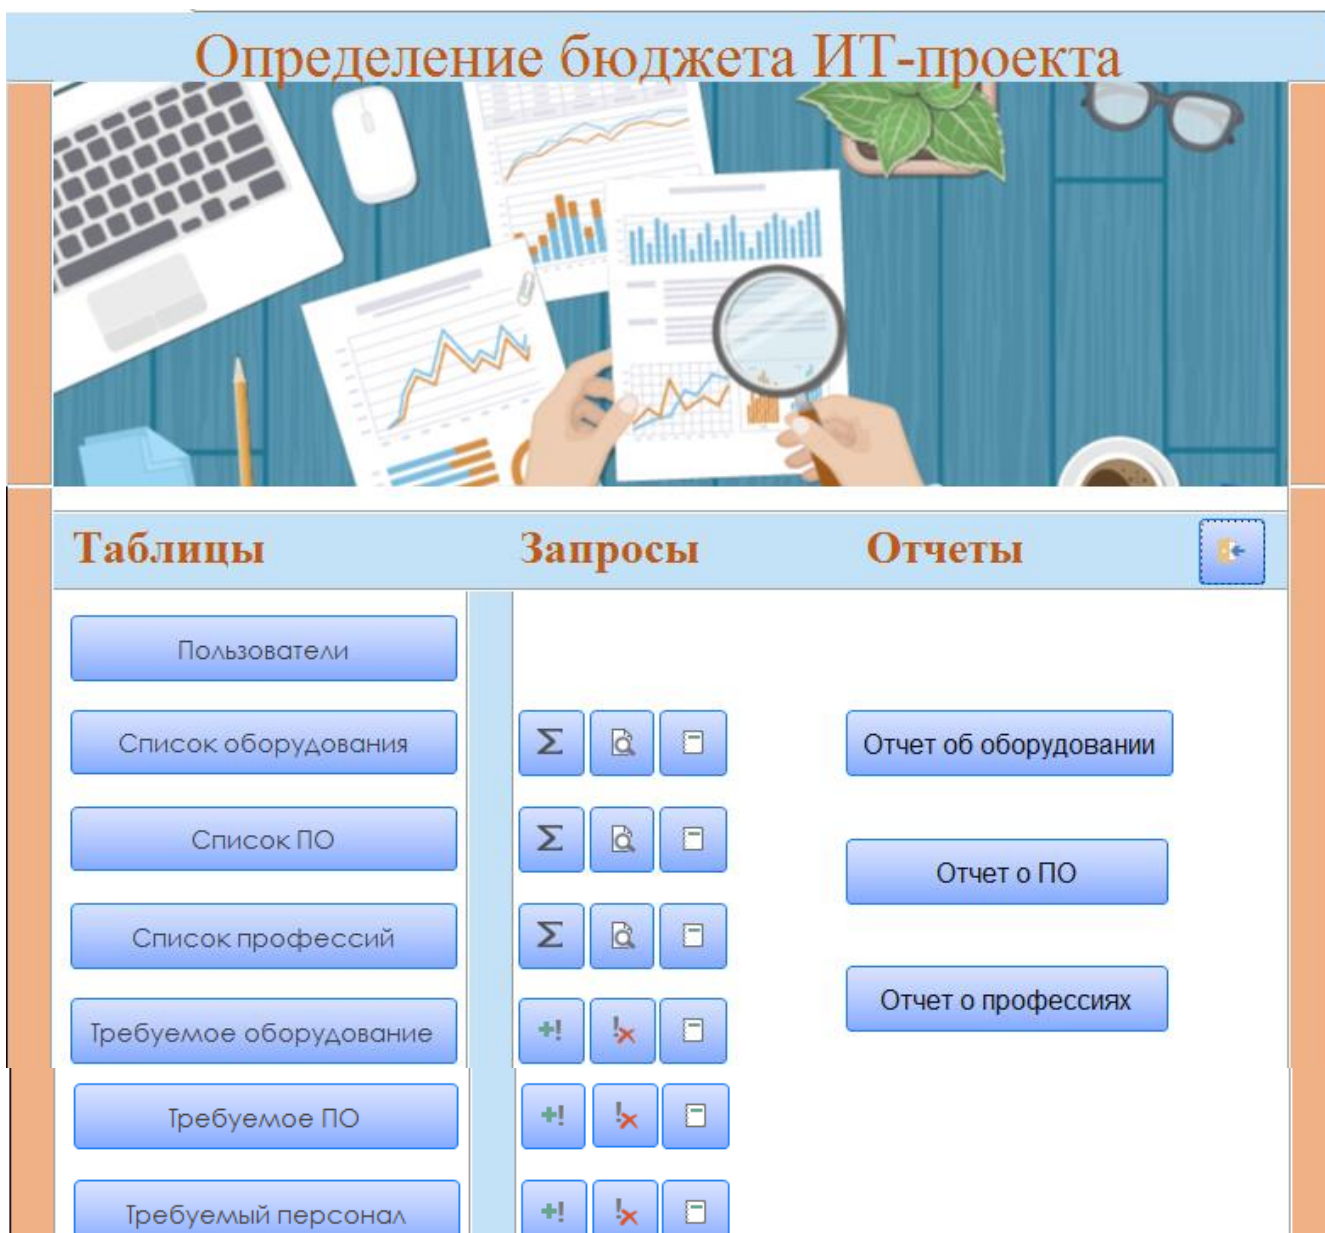 Определение бюджета ИТ-проекта
Таблицы Запросы Отчеты
Пользователи
Список оборудования Σ Отчет об оборудовании
Список ПО Σ
Отчет о ПО
Список профессий Σ
Отчет о профессиях
Требуемое оборудование +! !
Требуемое ПО +! !
Требуемый персонал +! !